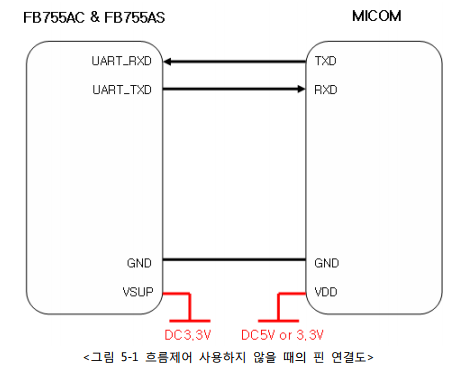 FB755AC & FB755AS
MICOM
UART_RXD
TXD
UART_TXD
RXD
GND
GND
VSUP
VDD
DC3.3V
DC5V or 3.3V
<그림 5-1 흐름제어 사용하지 않을 때의 핀 연결도>